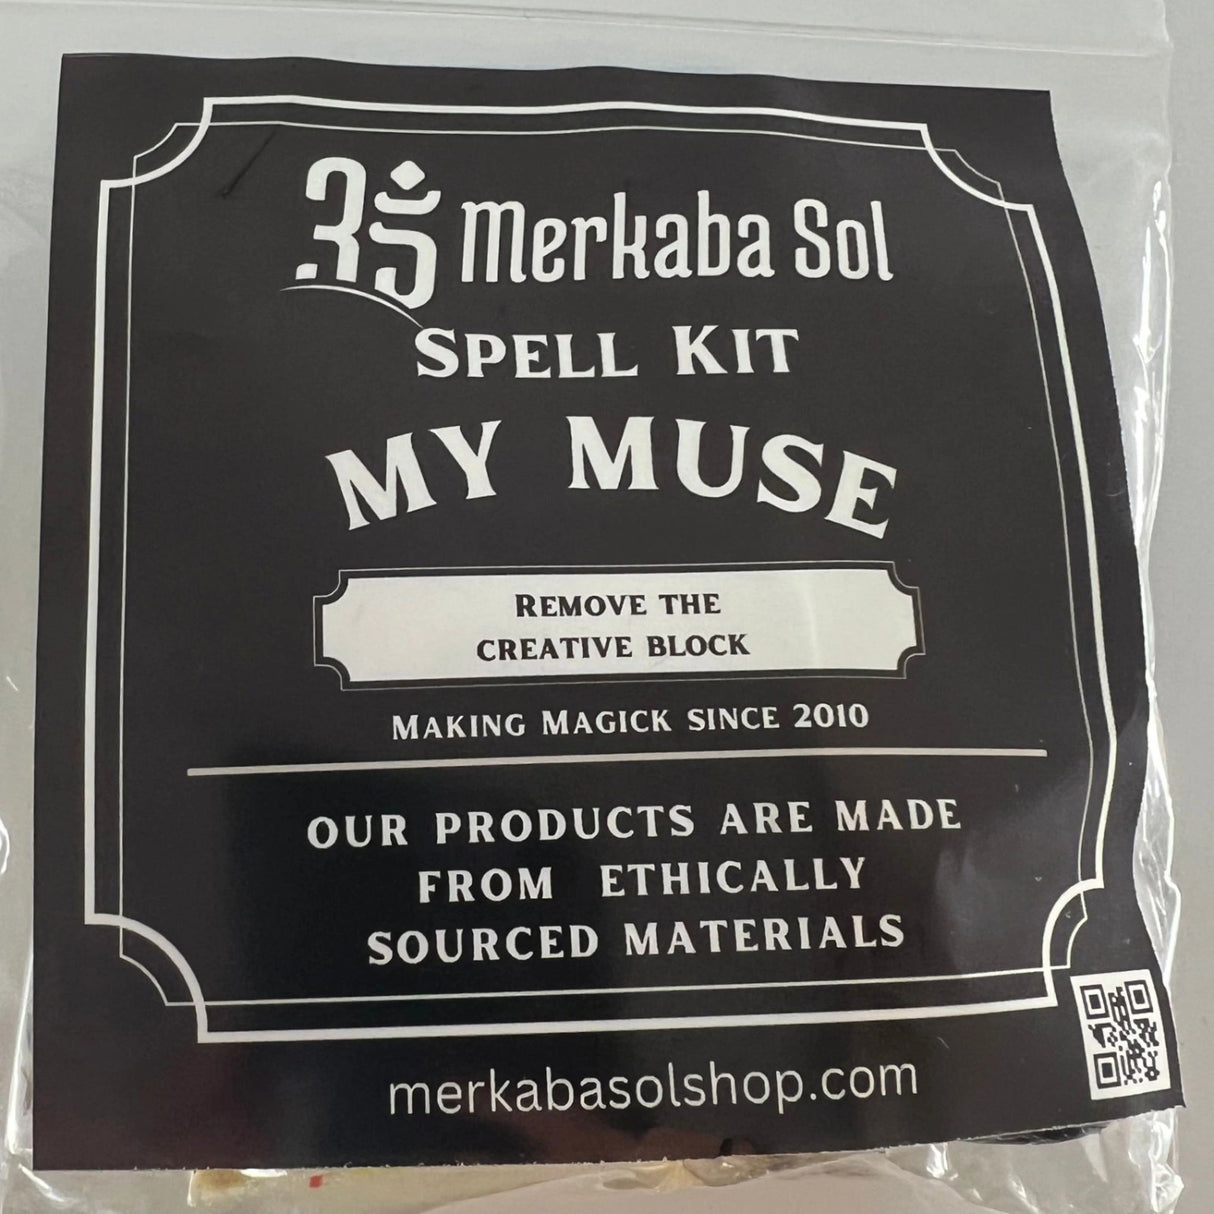 Merkaba Sol
SPELL KIT
MY MUSE
REMOVE THE
CREATIVE BLOCK
MAKING MAGICK SINCE 2010
OUR PRODUCTS ARE MADE
FROM ETHICALLY
SOURCED MATERIALS
merkabasolshop.com